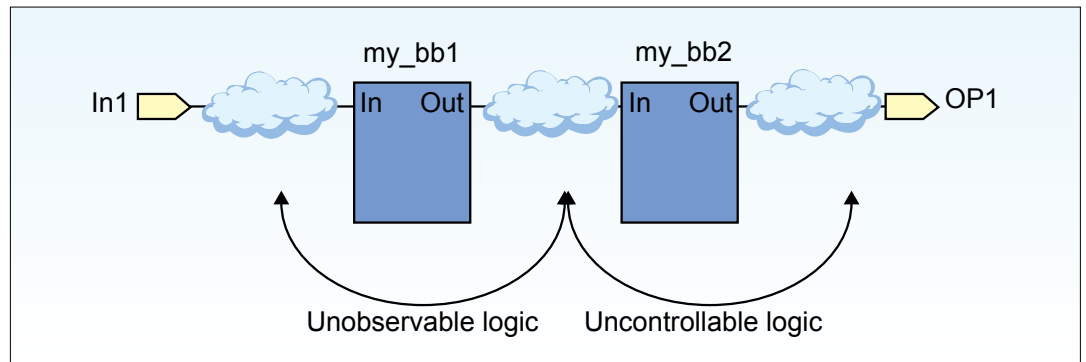 my_bb1
my_bb2
In1
In
Out
In
Out
OP1
Unobservable logic
Uncontrollable logic